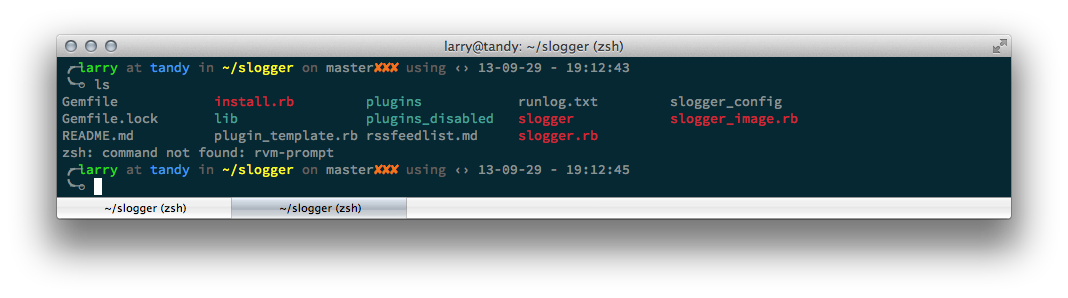 larry@tandy: ~/slogger (zsh)
╭─larry at tandy in ~/slogger on master✘✘✘ using ‹› 13-09-29 - 19:12:43
╰─○ ls
Gemfile install.rb plugins runlog.txt slogger_config
Gemfile.lock lib plugins_disabled slogger slogger_image.rb
README.md plugin_template.rb rssfeedlist.md slogger.rb
zsh: command not found: rvm-prompt
╭─larry at tandy in ~/slogger on master✘✘✘ using ‹› 13-09-29 - 19:12:45
╰─○
~/slogger (zsh) ~/slogger (zsh)